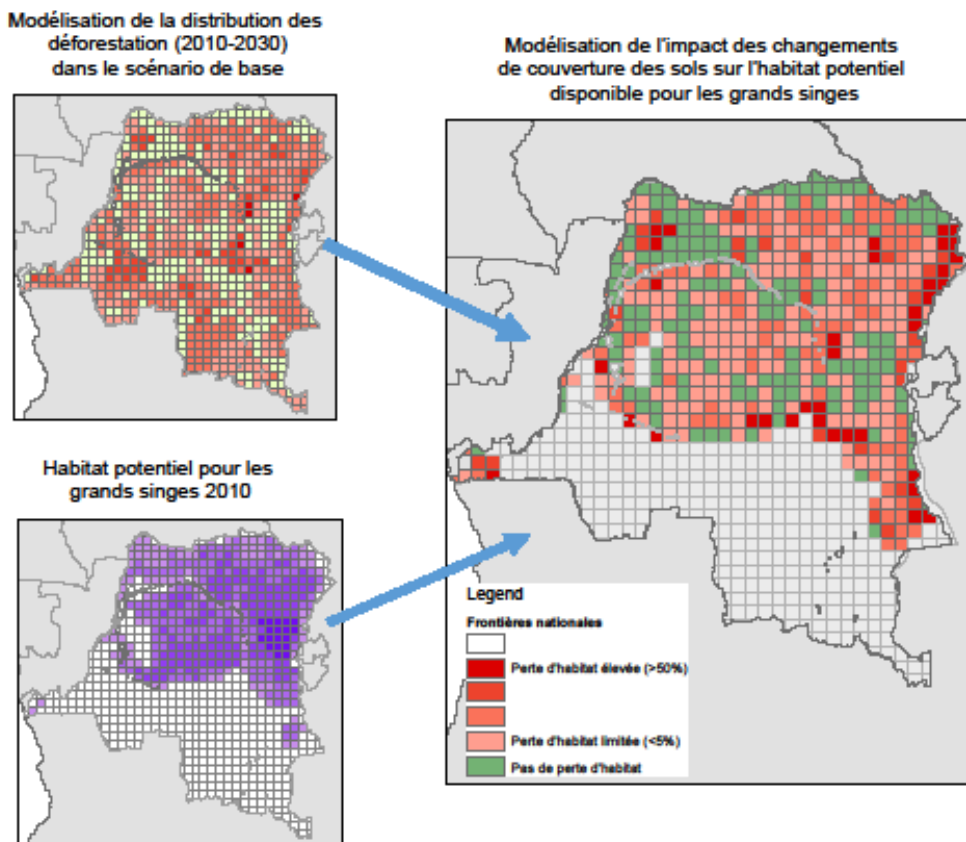 Modélisation de la distribution des
déforestation (2010-2030)
dans le scénario de base
Modélisation de l'impact des changements
de couverture des sols sur l'habitat potentiel
disponible pour les grands singes
Habitat potentiel pour les
grands singes 2010
Legend
Frontières nationales
Perte d'habitat élevée (>50%)
Perte d'habitat limitée (<5%)
Pas de perte d'habitat